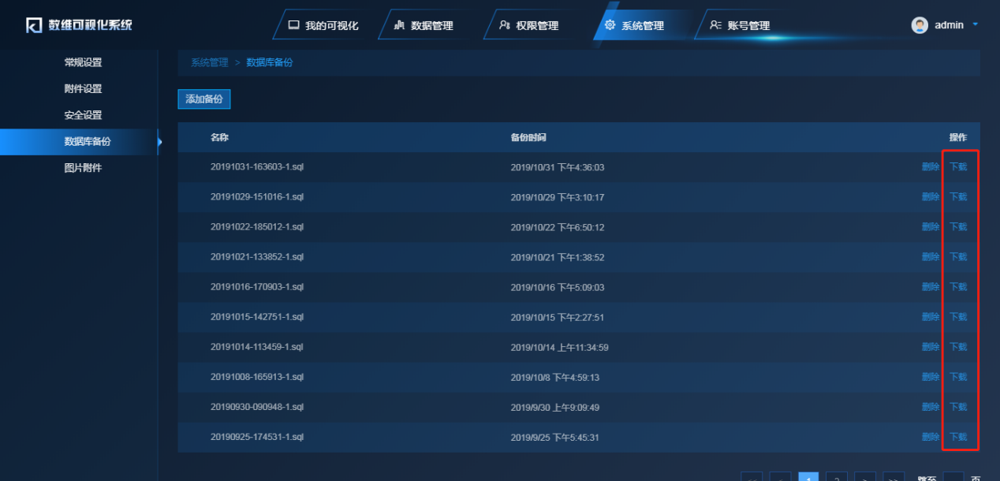 数维可视化系统
我的可视化 数据管理 权限管理 系统管理 账号管理 admin
常规设置
附件设置
安全设置
数据库备份
图片附件
系统管理 > 数据库备份
添加备份
名称 备份时间 操作
20191031-163603-1.sql 2019/10/31 下午4:36:03 删除 下载
20191029-151016-1.sql 2019/10/29 下午3:10:17 删除 下载
20191022-185012-1.sql 2019/10/22 下午6:50:12 删除 下载
20191021-133852-1.sql 2019/10/21 下午1:38:52 删除 下载
20191016-170903-1.sql 2019/10/16 下午5:09:03 删除 下载
20191015-142751-1.sql 2019/10/15 下午2:27:51 删除 下载
20191014-113459-1.sql 2019/10/14 上午11:34:59 删除 下载
20191008-165913-1.sql 2019/10/8 下午4:59:13 删除 下载
20190930-090948-1.sql 2019/9/30 上午9:09:49 删除 下载
20190925-174531-1.sql 2019/9/25 下午5:45:31 删除 下载
<< < 1 2 > >> 跳至 页